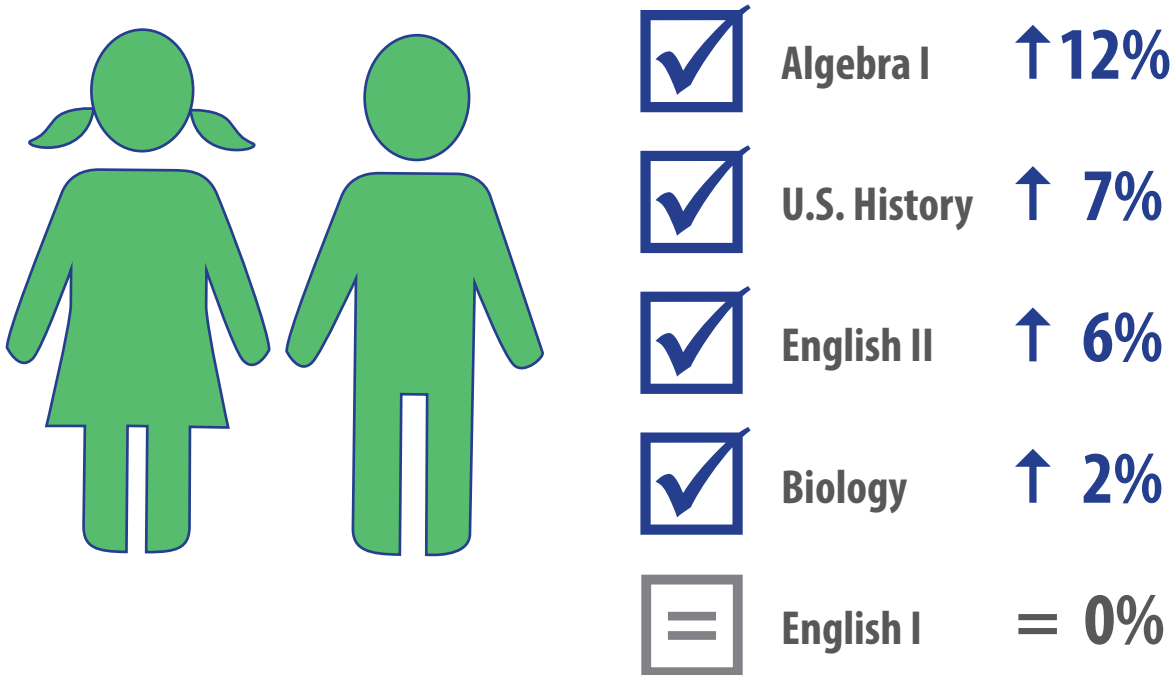 Algebra I ↑12%
U.S. History ↑ 7%
English II ↑ 6%
Biology ↑ 2%
= English I = 0%